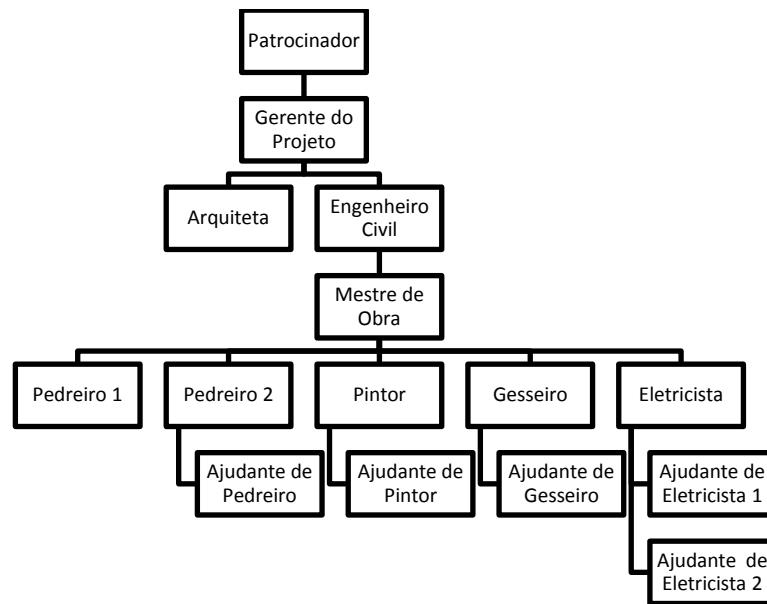 Patrocinador
Gerente do
Projeto
Arquiteta
Engenheiro
Civil
Mestre de
Obra
Pedreiro 1
Pedreiro 2
Pintor
Gesseiro
Eletricista
Ajudante de
Pedreiro
Ajudante de
Pintor
Ajudante de
Gesseiro
Ajudante de
Eletricista 1
Ajudante de
Eletricista 2